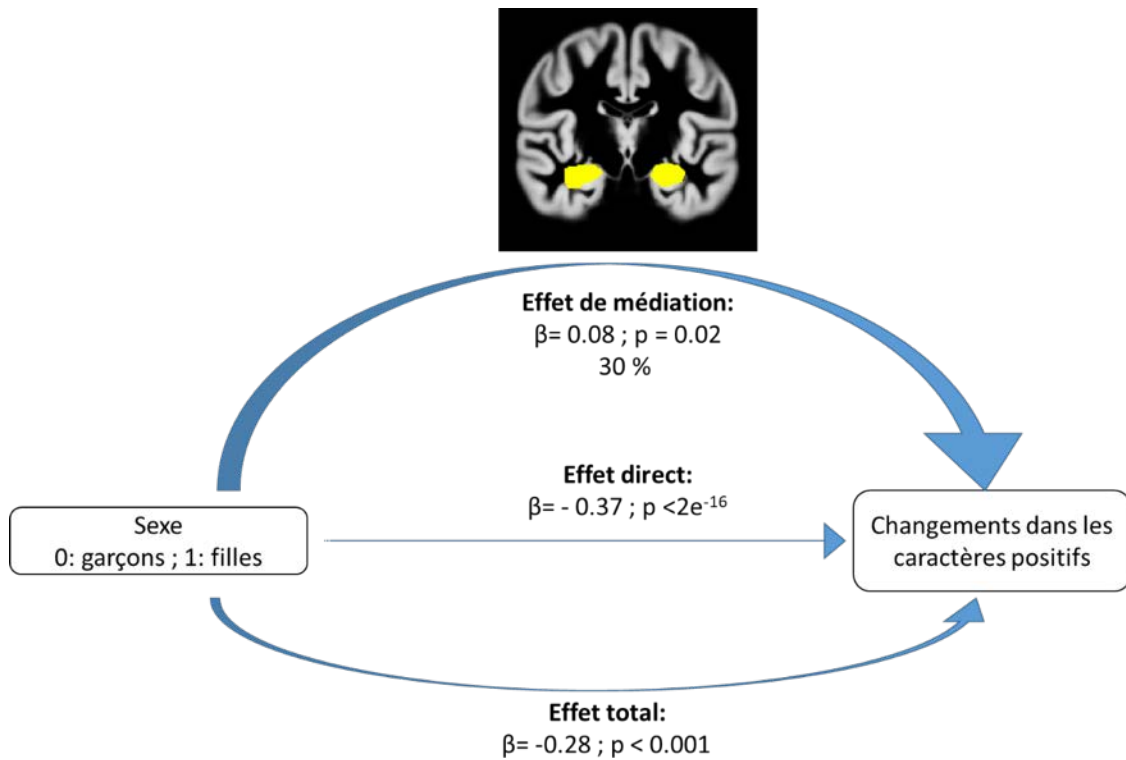 Effet de médiation:
β= 0.08 ; p = 0.02
30 %
Effet direct:
β= - 0.37 ; p <2e⁻¹⁶
Sexe
0: garçons ; 1: filles
Changements dans les
caractères positifs
Effet total:
β= -0.28 ; p < 0.001